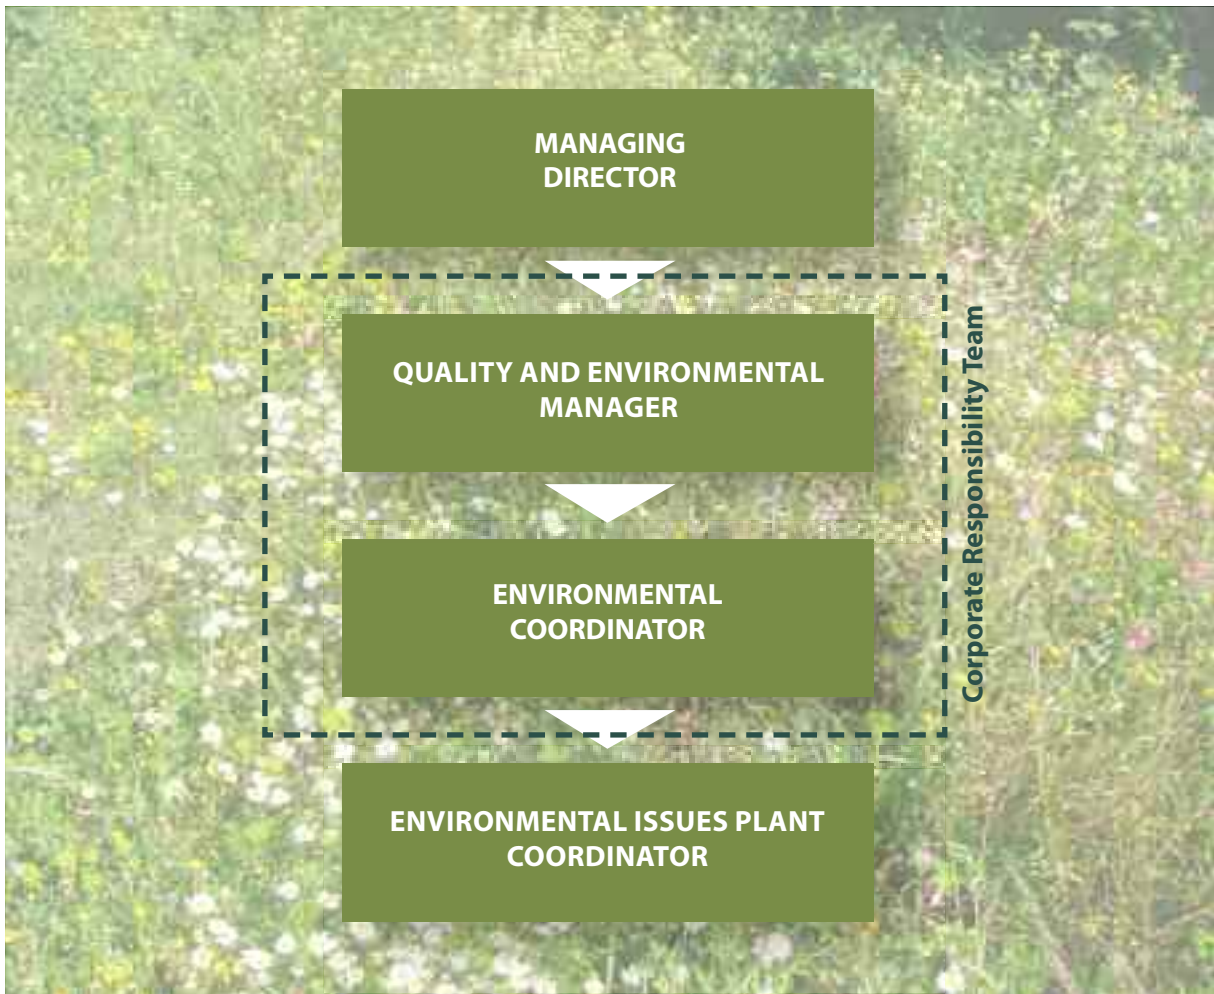 MANAGING
DIRECTOR
QUALITY AND ENVIRONMENTAL
MANAGER
ENVIRONMENTAL
COORDINATOR
ENVIRONMENTAL ISSUES PLANT
COORDINATOR
Corporate Responsibility Team